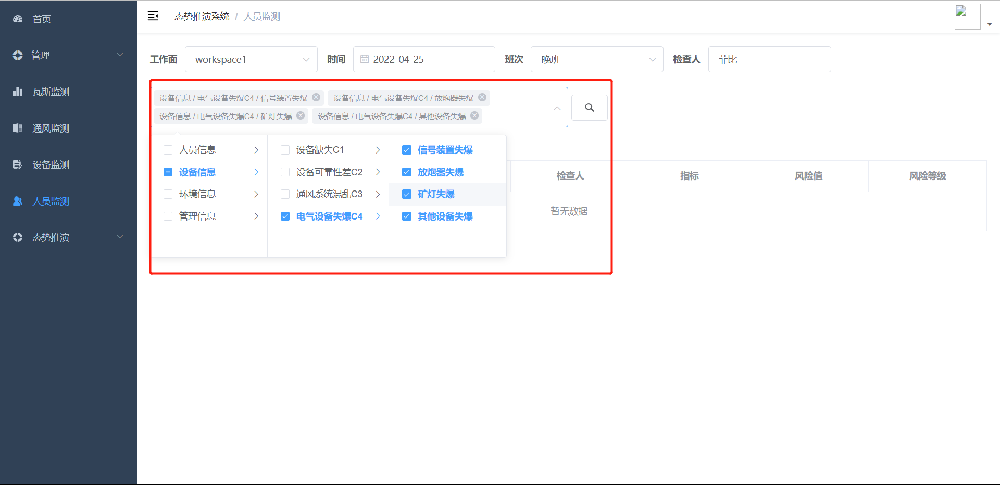 首页
管理
瓦斯监测
通风监测
设备监测
人员监测
态势推演
态势推演系统 / 人员监测
工作面 workspace1 时间 2022-04-25 班次 晚班 检查人 菲比
设备信息 / 电气设备失爆C4 / 信号装置失爆 设备信息 / 电气设备失爆C4 / 放炮器失爆
设备信息 / 电气设备失爆C4 / 矿灯失爆 设备信息 / 电气设备失爆C4 / 其他设备失爆
人员信息
设备信息
环境信息
管理信息
设备缺失C1
设备可靠性差C2
通风系统混乱C3
电气设备失爆C4
信号装置失爆
放炮器失爆
矿灯失爆
其他设备失爆
检查人 指标 风险值 风险等级
暂无数据